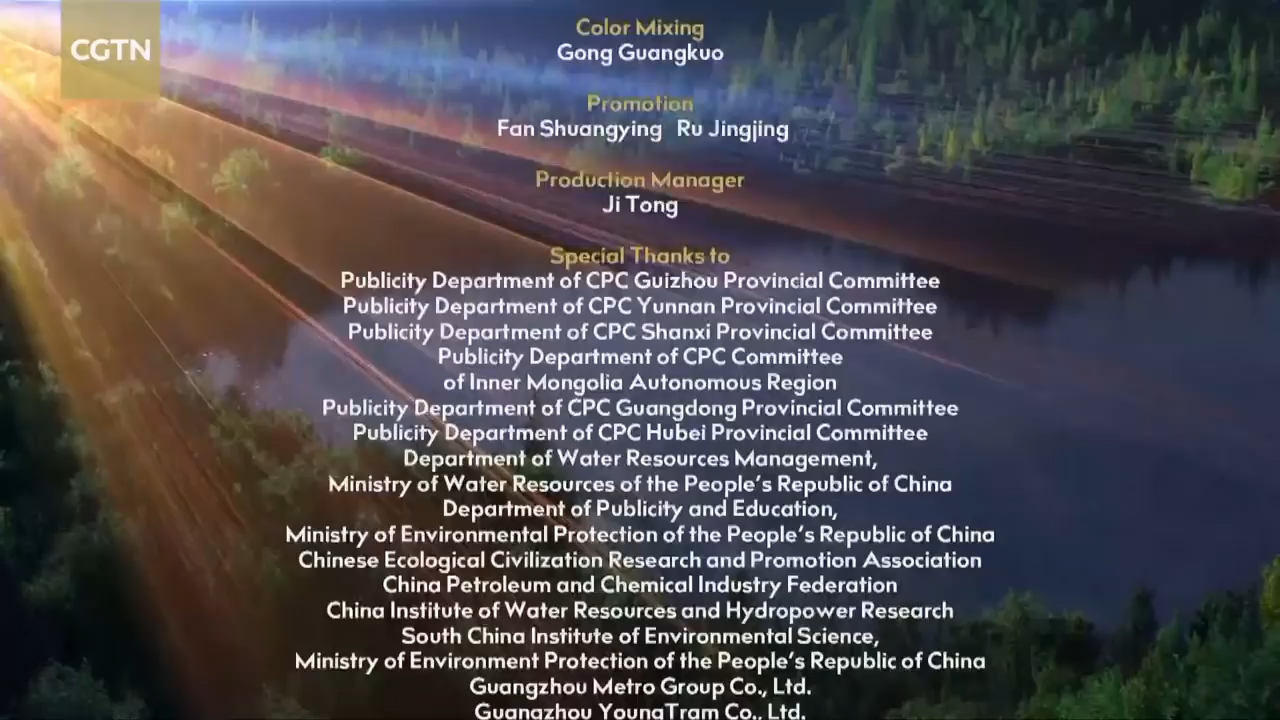 CGTN
Color Mixing
Gong Guangkuo
Promotion
Fan Shuangying Ru Jingjing
Production Manager
Ji Tong
Special Thanks to
Publicity Department of CPC Guizhou Provincial Committee
Publicity Department of CPC Yunnan Provincial Committee
Publicity Department of CPC Shanxi Provincial Committee
Publicity Department of CPC Committee
of Inner Mongolia Autonomous Region
Publicity Department of CPC Guangdong Provincial Committee
Publicity Department of CPC Hubei Provincial Committee
Department of Water Resources Management,
Ministry of Water Resources of the People's Republic of China
Department of Publicity and Education,
Ministry of Environmental Protection of the People's Republic of China
Chinese Ecological Civilization Research and Promotion Association
China Petroleum and Chemical Industry Federation
China Institute of Water Resources and Hydropower Research
South China Institute of Environmental Science,
Ministry of Environment Protection of the People's Republic of China
Guangzhou Metro Group Co., Ltd.
Guangzhou YoungTram Co., Ltd.